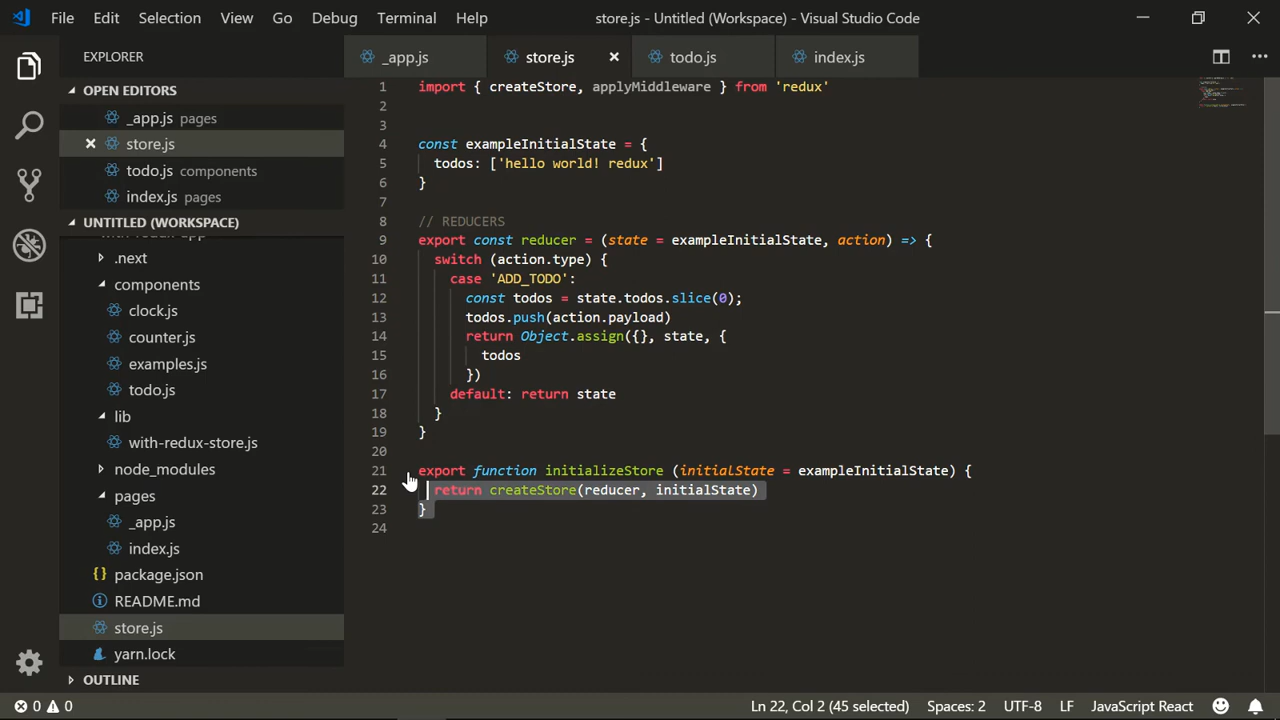 File Edit Selection View Go Debug Terminal Help store.js - Untitled (Workspace) - Visual Studio Code
EXPLORER
OPEN EDITORS
_app.js pages
store.js
todo.js components
index.js pages
UNTITLED (WORKSPACE)
with-redux-app
.next
components
clock.js
counter.js
examples.js
todo.js
lib
with-redux-store.js
node_modules
pages
_app.js
index.js
{} package.json
README.md
store.js
yarn.lock
OUTLINE
_app.js store.js todo.js index.js
1 import { createStore, applyMiddleware } from 'redux'
2
3
4 const exampleInitialState = {
5 todos: ['hello world! redux']
6 }
7
8 // REDUCERS
9 export const reducer = (state = exampleInitialState, action) => {
10 switch (action.type) {
11 case 'ADD_TODO':
12 const todos = state.todos.slice(0);
13 todos.push(action.payload)
14 return Object.assign({}, state, {
15 todos
16 })
17 default: return state
18 }
19 }
20
21 export function initializeStore (initialState = exampleInitialState) {
22 return createStore(reducer, initialState)
23 }
24
0 0 Ln 22, Col 2 (45 selected) Spaces: 2 UTF-8 LF JavaScript React